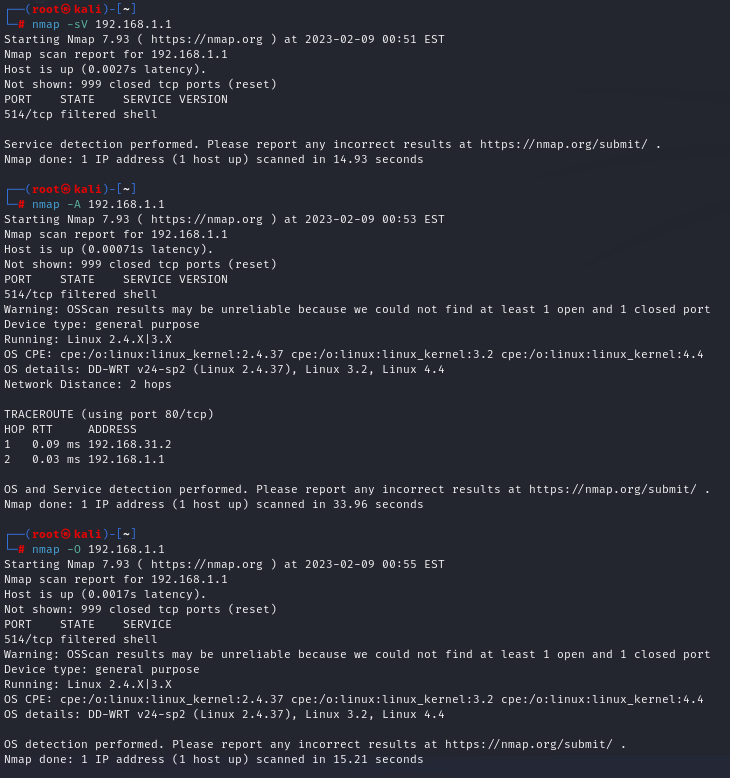 ┌──(root㉿kali)-[~]
└─# nmap -sV 192.168.1.1
Starting Nmap 7.93 ( https://nmap.org ) at 2023-02-09 00:51 EST
Nmap scan report for 192.168.1.1
Host is up (0.0027s latency).
Not shown: 999 closed tcp ports (reset)
PORT    STATE    SERVICE VERSION
514/tcp filtered shell

Service detection performed. Please report any incorrect results at https://nmap.org/submit/ .
Nmap done: 1 IP address (1 host up) scanned in 14.93 seconds

┌──(root㉿kali)-[~]
└─# nmap -A 192.168.1.1
Starting Nmap 7.93 ( https://nmap.org ) at 2023-02-09 00:53 EST
Nmap scan report for 192.168.1.1
Host is up (0.00071s latency).
Not shown: 999 closed tcp ports (reset)
PORT    STATE    SERVICE VERSION
514/tcp filtered shell
Warning: OSScan results may be unreliable because we could not find at least 1 open and 1 closed port
Device type: general purpose
Running: Linux 2.4.X|3.X
OS CPE: cpe:/o:linux:linux_kernel:2.4.37 cpe:/o:linux:linux_kernel:3.2 cpe:/o:linux:linux_kernel:4.4
OS details: DD-WRT v24-sp2 (Linux 2.4.37), Linux 3.2, Linux 4.4
Network Distance: 2 hops

TRACEROUTE (using port 80/tcp)
HOP RTT     ADDRESS
1   0.09 ms 192.168.31.2
2   0.03 ms 192.168.1.1

OS and Service detection performed. Please report any incorrect results at https://nmap.org/submit/ .
Nmap done: 1 IP address (1 host up) scanned in 33.96 seconds

┌──(root㉿kali)-[~]
└─# nmap -O 192.168.1.1
Starting Nmap 7.93 ( https://nmap.org ) at 2023-02-09 00:55 EST
Nmap scan report for 192.168.1.1
Host is up (0.0017s latency).
Not shown: 999 closed tcp ports (reset)
PORT    STATE    SERVICE
514/tcp filtered shell
Warning: OSScan results may be unreliable because we could not find at least 1 open and 1 closed port
Device type: general purpose
Running: Linux 2.4.X|3.X
OS CPE: cpe:/o:linux:linux_kernel:2.4.37 cpe:/o:linux:linux_kernel:3.2 cpe:/o:linux:linux_kernel:4.4
OS details: DD-WRT v24-sp2 (Linux 2.4.37), Linux 3.2, Linux 4.4

OS detection performed. Please report any incorrect results at https://nmap.org/submit/ .
Nmap done: 1 IP address (1 host up) scanned in 15.21 seconds